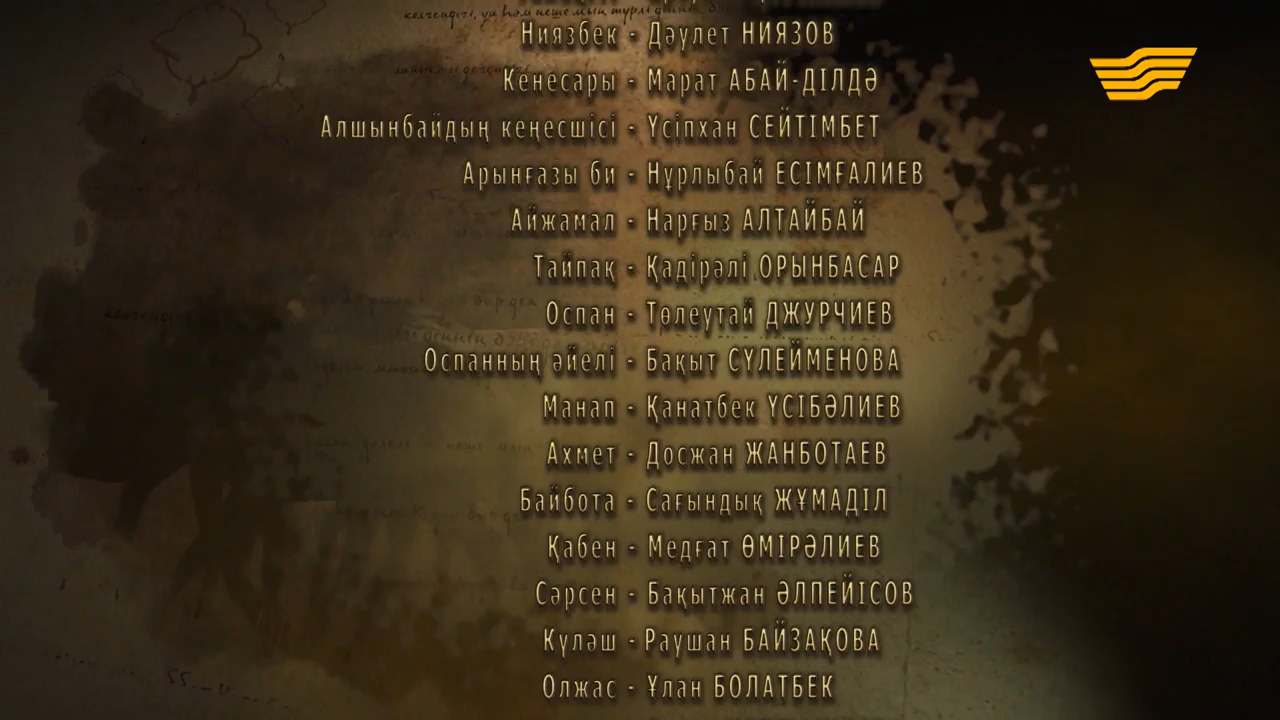 Ниязбек - Дәулет НИЯЗОВ
Кенесары - Марат АБАЙ-ДІЛДӘ
Алшынбайдың кеңесшісі - Үсіпхан СЕЙТІМБЕТ
Арынғазы би - Нұрлыбай ЕСІМҒАЛИЕВ
Айжамал - Нарғыз АЛТАЙБАЙ
Тайпақ - Қадірәлі ОРЫНБАСАР
Оспан - Төлеутай ДЖУРЧИЕВ
Оспанның әйелі - Бақыт СҮЛЕЙМЕНОВА
Манап - Қанатбек ҮСІБӘЛИЕВ
Ахмет - Досжан ЖАНБОТАЕВ
Байбота - Сағындық ЖҰМАДІЛ
Қабен - Медғат ӨМІРӘЛИЕВ
Сәрсен - Бақытжан ӘЛПЕЙІСОВ
Күләш - Раушан БАЙЗАҚОВА
Олжас - Ұлан БОЛАТБЕК